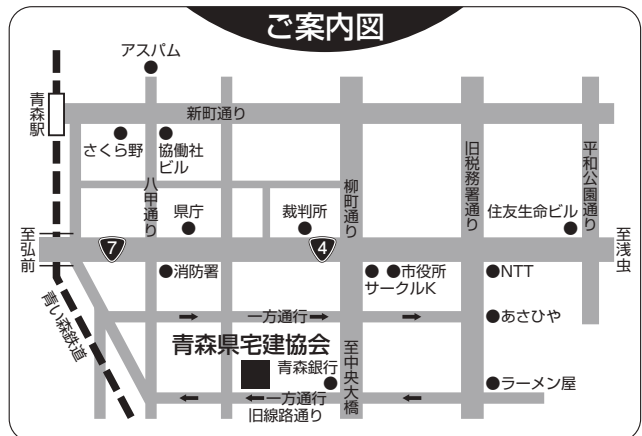 ご案内図
アスパム
青森駅
新町通り
さくら野
協働社
ビル
八甲通り
柳町通り
旧税務署通り
平和公園通り
県庁
裁判所
住友生命ビル
至弘前
7
4
至浅虫
消防署
市役所
サークルK
NTT
青い森鉄道
一方通行
あさひや
青森県宅建協会
青森銀行
至中央大橋
ラーメン屋
一方通行
旧線路通り